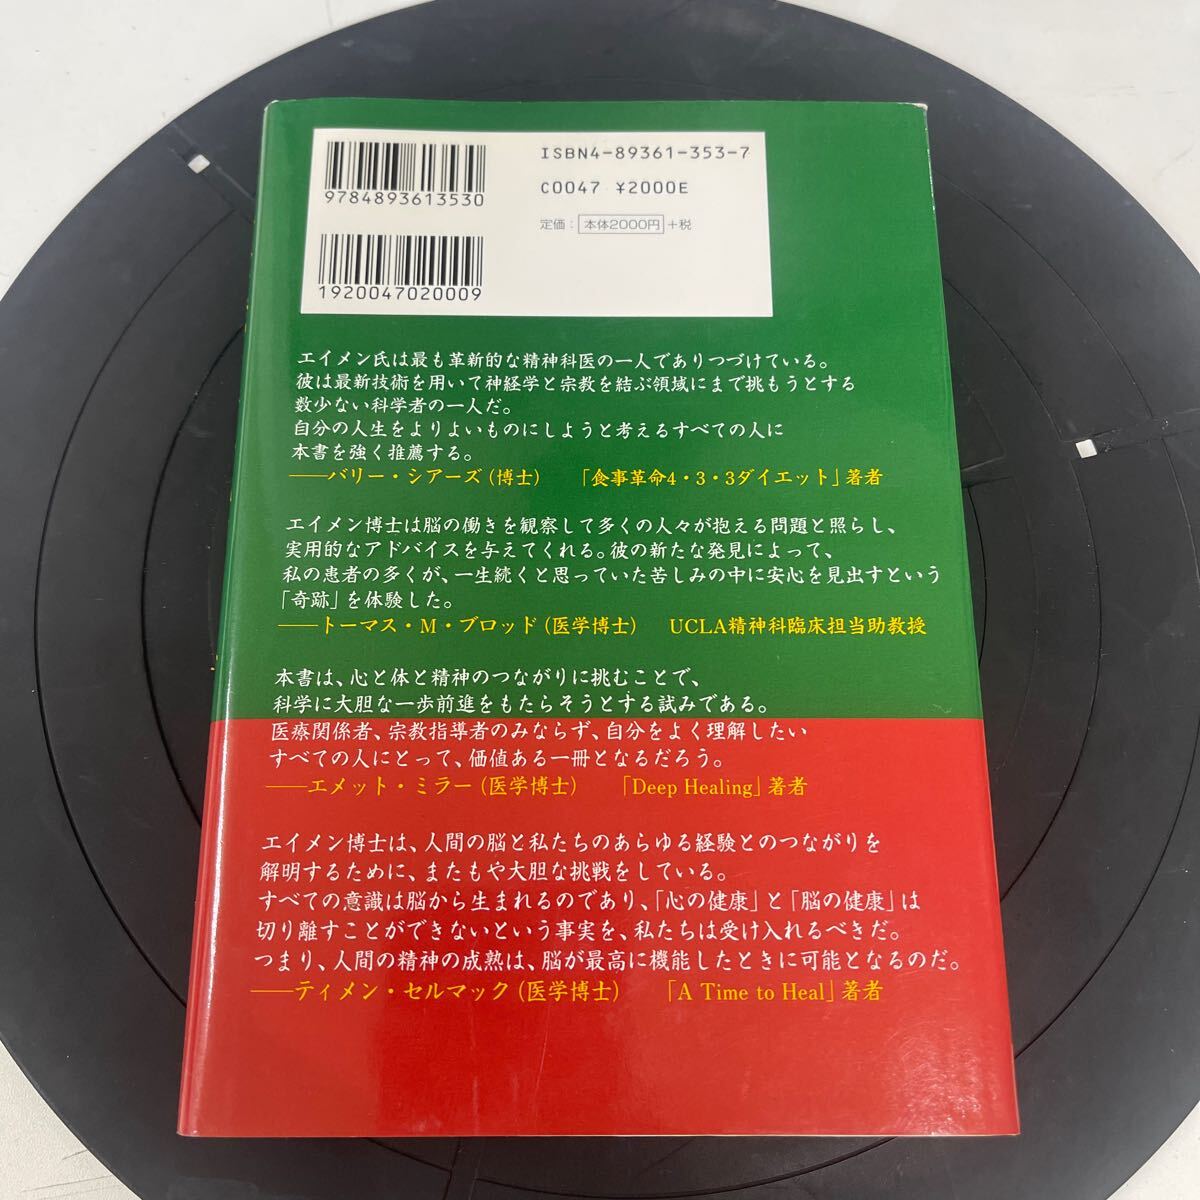 ISBN4-89361-353-7
C0047 ¥2000E
定価：本体2000円+税
9784893613530
1920047020009
エイメン氏は最も革新的な精神科医の一人でありつづけている。
彼は最新技術を用いて神経学と宗教を結ぶ領域にまで挑もうとする
数少ない科学者の一人だ。
自分の人生をよりよいものにしようと考えるすべての人に
本書を強く推薦する。
――バリー・シアーズ（博士） 「食事革命4・3・3ダイエット」著者
エイメン博士は脳の働きを観察して多くの人々が抱える問題と照らし、
実用的なアドバイスを与えてくれる。彼の新たな発見によって、
私の患者の多くが、一生続くと思っていた苦しみの中に安心を見出すという
「奇跡」を体験した。
――トーマス・M・ブロッド（医学博士） UCLA精神科臨床担当助教授
本書は、心と体と精神のつながりに挑むことで、
科学に大胆な一歩前進をもたらそうとする試みである。
医療関係者、宗教指導者のみならず、自分をよく理解したい
すべての人にとって、価値ある一冊となるだろう。
――エメット・ミラー（医学博士） 「Deep Healing」著者
エイメン博士は、人間の脳と私たちのあらゆる経験とのつながりを
解明するために、またもや大胆な挑戦をしている。
すべての意識は脳から生まれるのであり、「心の健康」と「脳の健康」は
切り離すことができないという事実を、私たちは受け入れるべきだ。
つまり、人間の精神の成熟は、脳が最高に機能したときに可能となるのだ。
――ティメン・セルマック（医学博士） 「A Time to Heal」著者